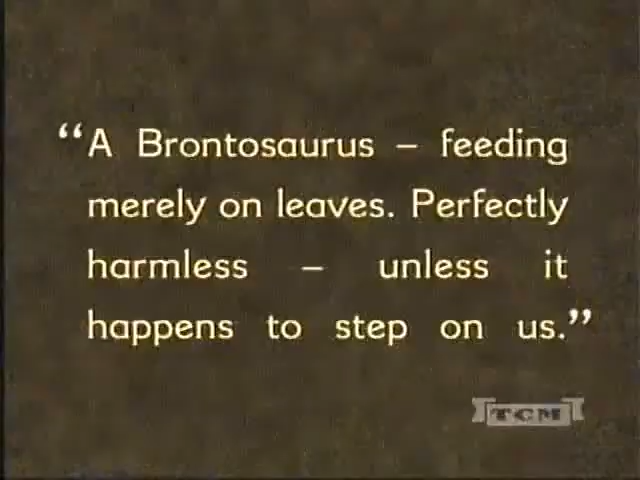 “A Brontosaurus – feeding
merely on leaves. Perfectly
harmless – unless it
happens to step on us.”
TCM